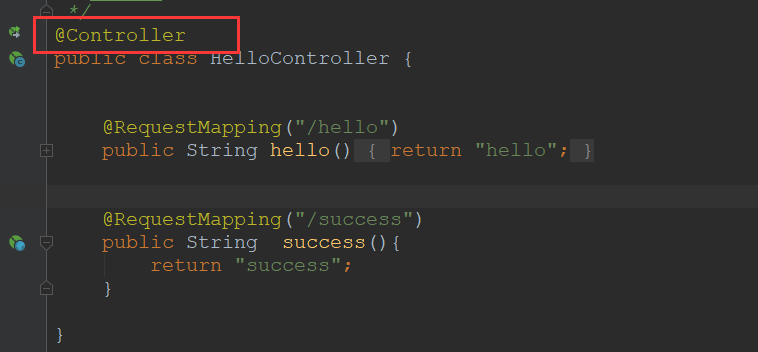 */
@Controller
public class HelloController {
@RequestMapping("/hello")
public String hello() { return "hello"; }
@RequestMapping("/success")
public String  success(){
return "success";
}
}